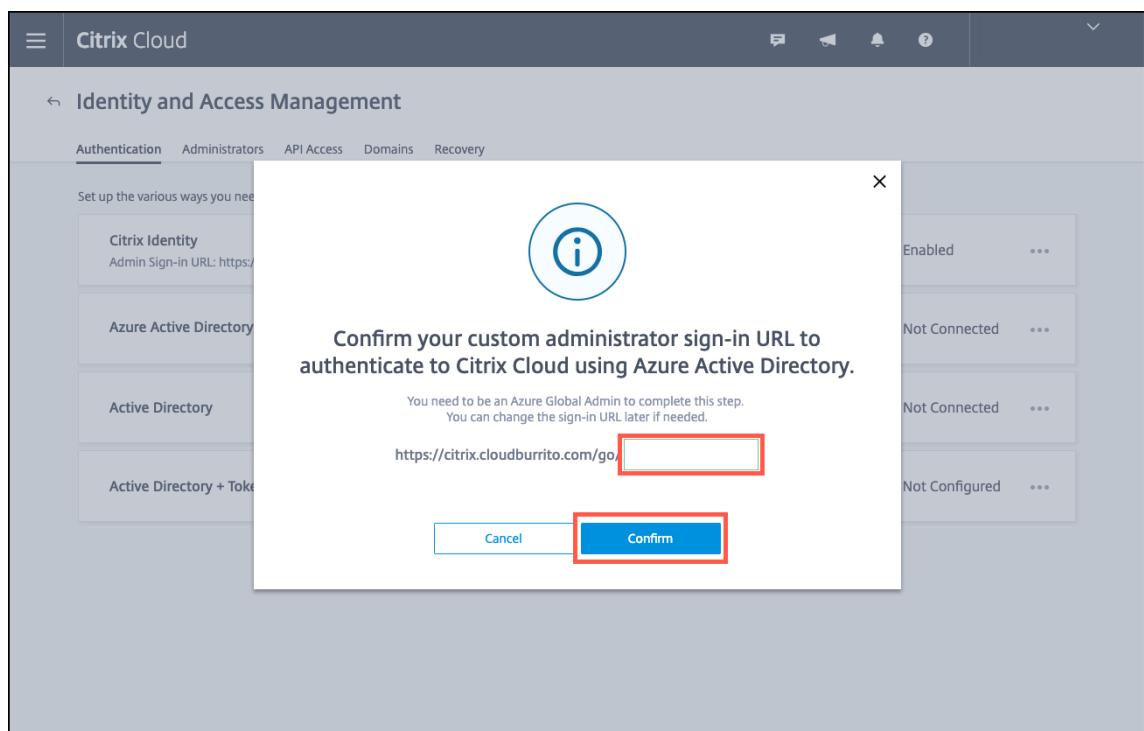 Citrix Cloud
Identity and Access Management
Authentication Administrators API Access Domains Recovery
Set up the various ways you nee
Citrix Identity
Admin Sign-in URL: https:/
Enabled
Azure Active Directory
Not Connected
Active Directory
Not Connected
Active Directory + Toke
Not Configured
Confirm your custom administrator sign-in URL to
authenticate to Citrix Cloud using Azure Active Directory.
You need to be an Azure Global Admin to complete this step.
You can change the sign-in URL later if needed.
https://citrix.cloudburrito.com/go/
Cancel Confirm